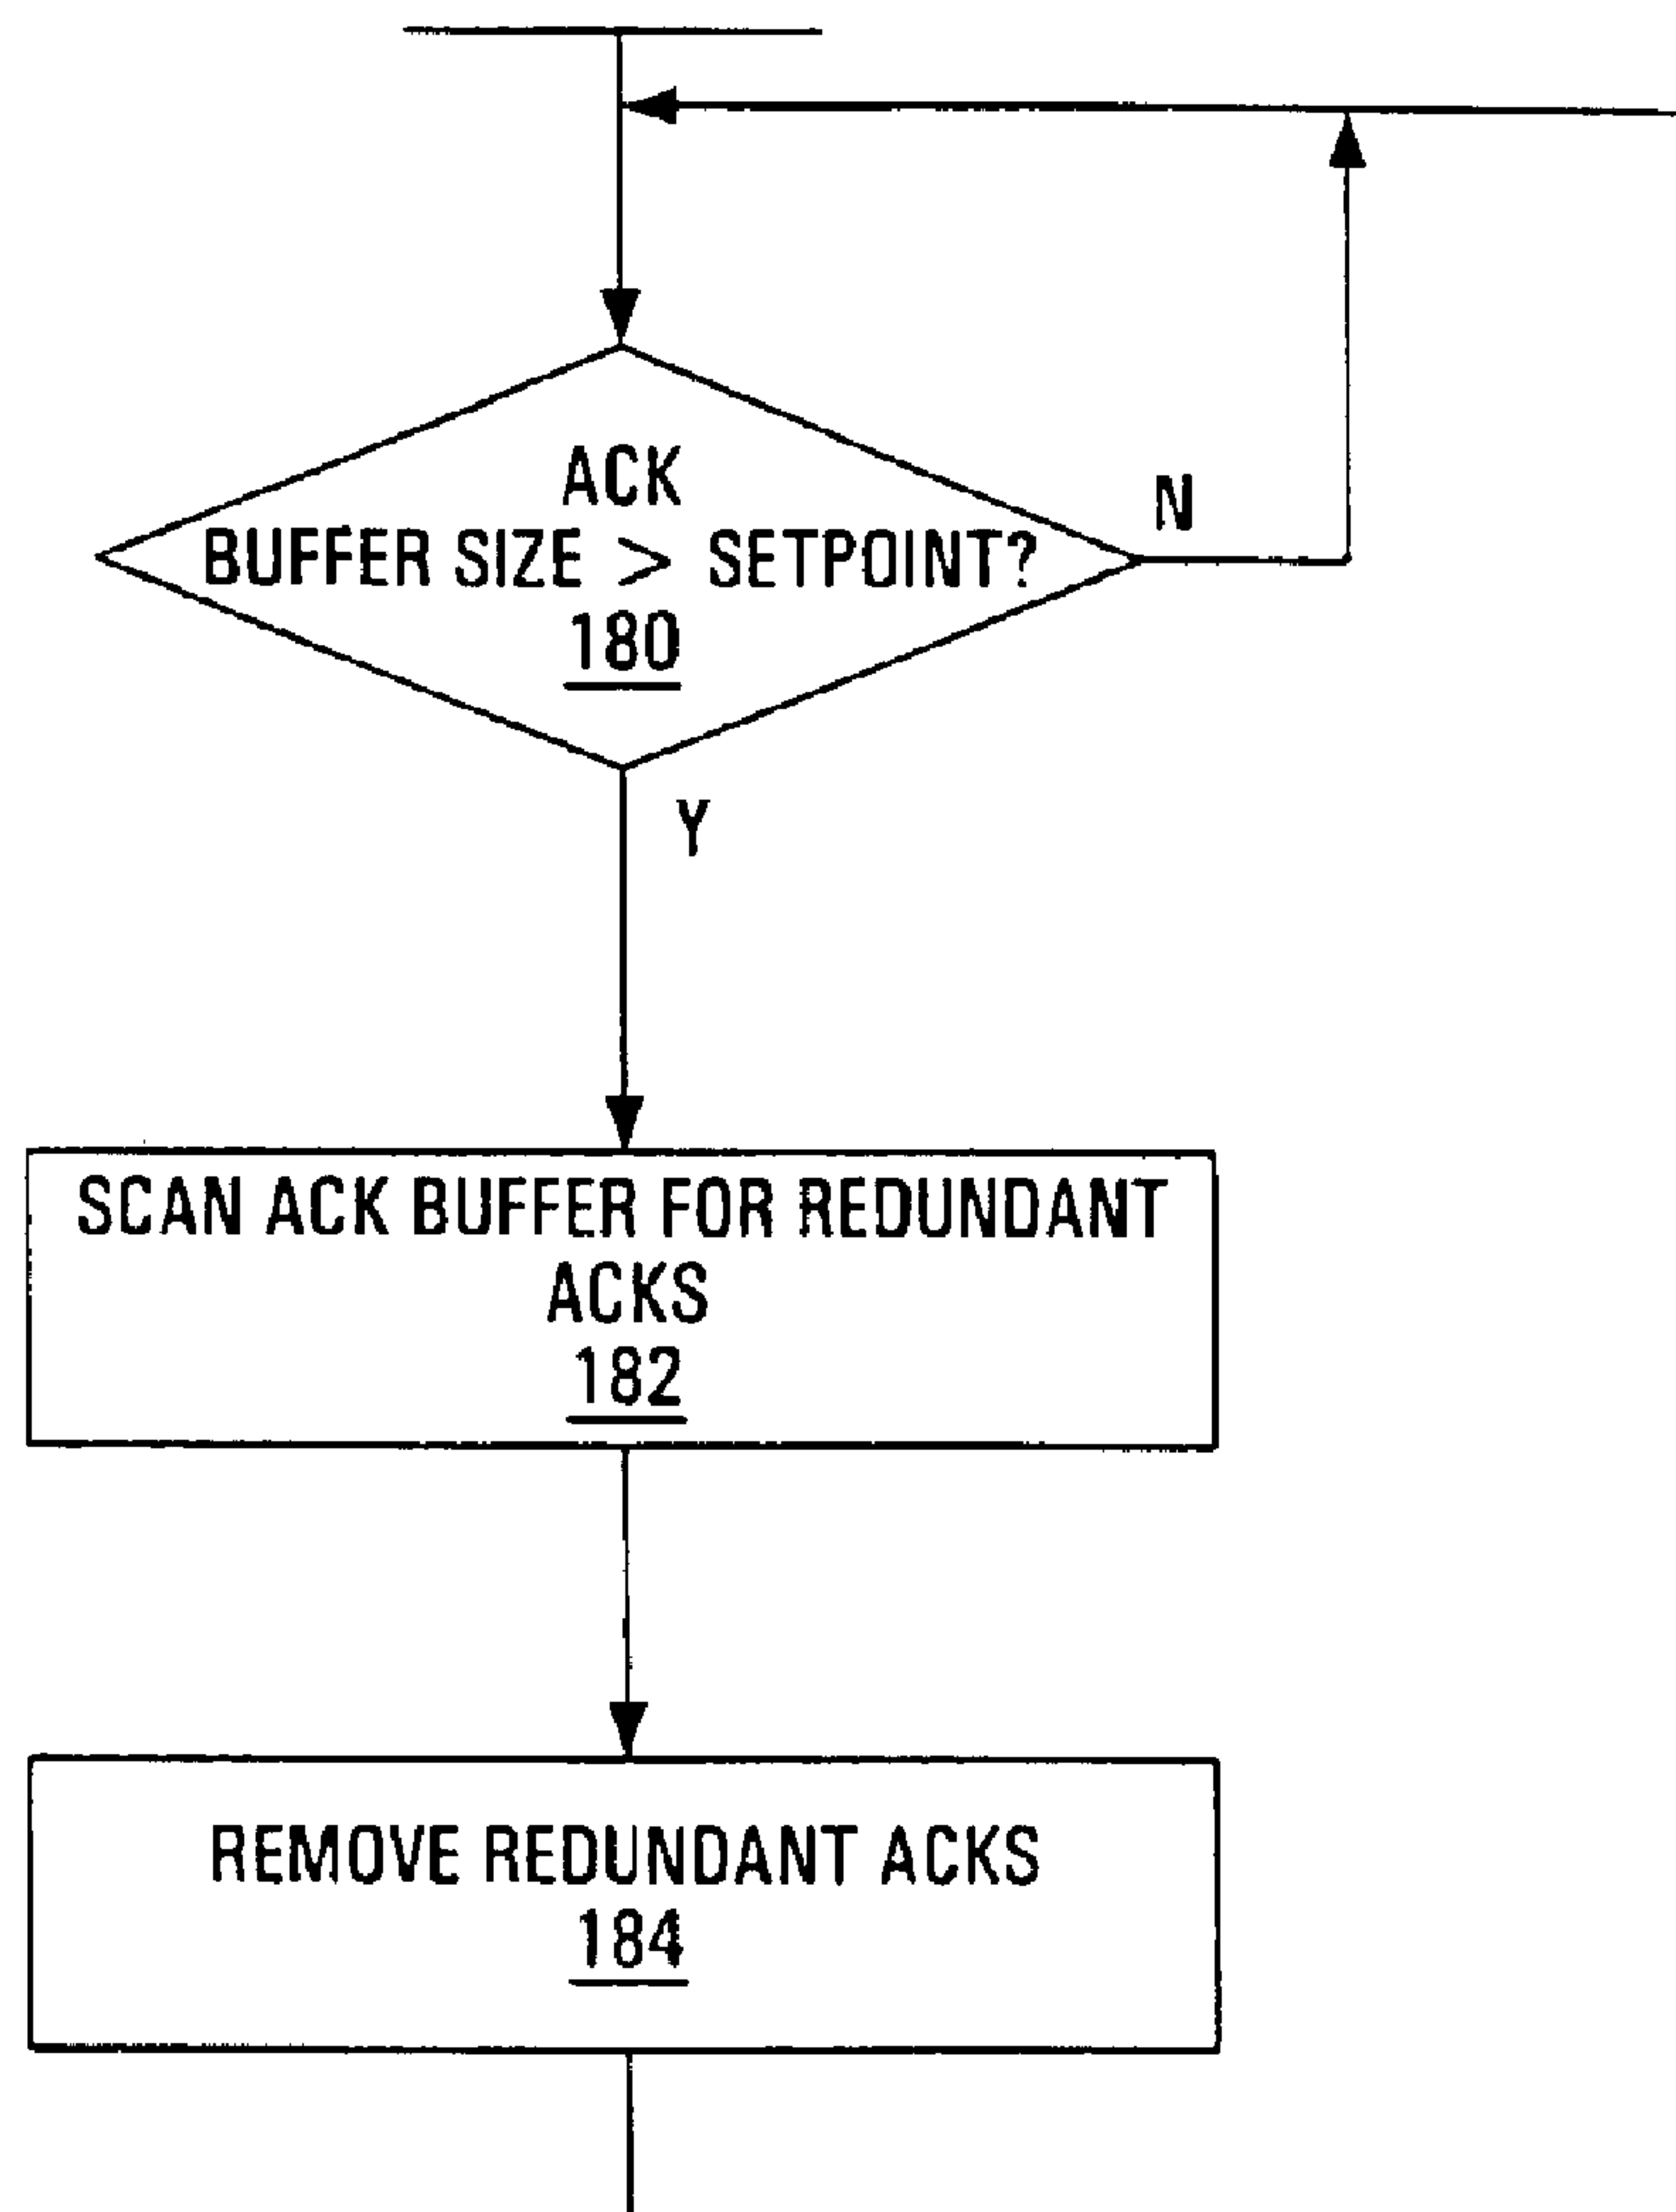 ACK
BUFFER SIZE > SETPOINT?
180
N
Y
SCAN ACK BUFFER FOR REDUNDANT
ACKS
182
REMOVE REDUNDANT ACKS
184